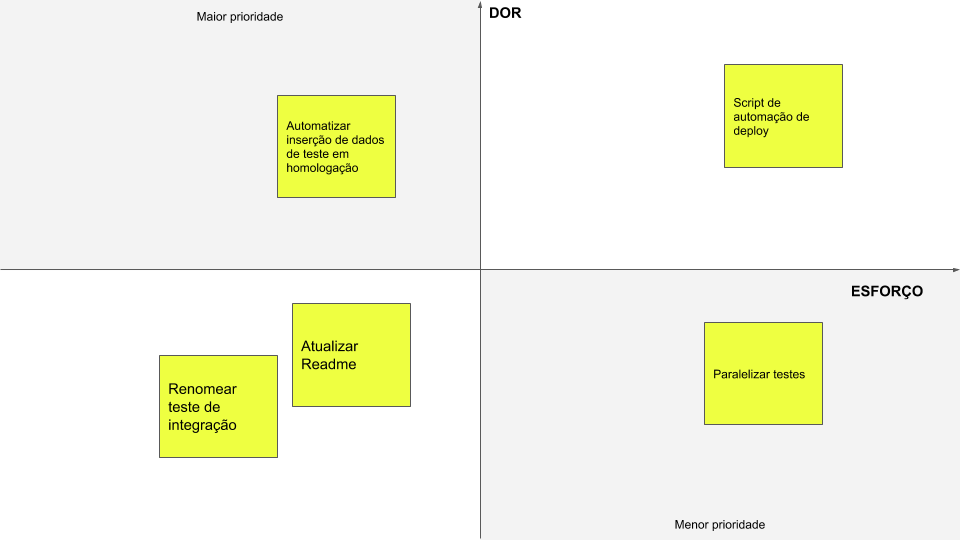 Maior prioridade
DOR
Automatizar
inserção de dados
de teste em
homologação
Script de
automação de
deploy
ESFORÇO
Atualizar
Readme
Renomear
teste de
integração
Paralelizar testes
Menor prioridade